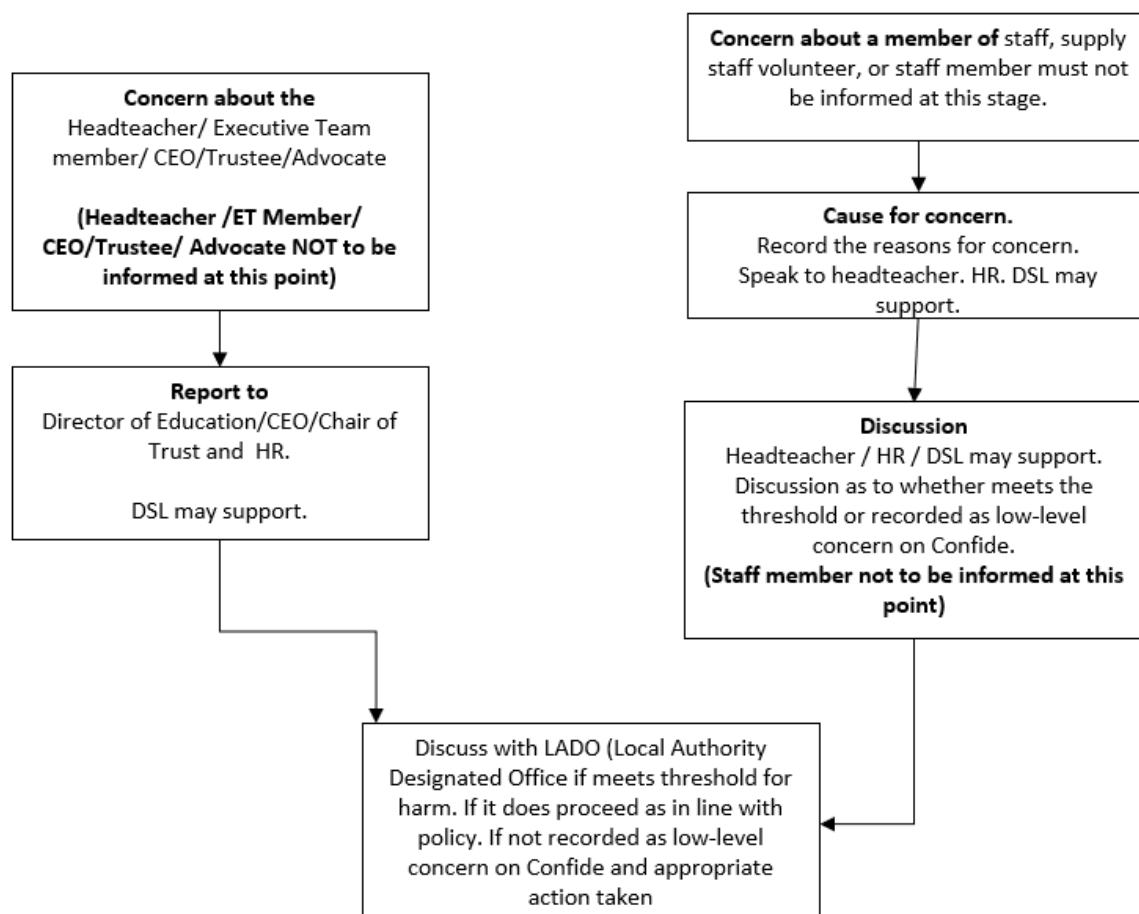 Concern about the
Headteacher/ Executive Team
member/ CEO/Trustee/Advocate
(Headteacher /ET Member/
CEO/Trustee/ Advocate NOT to be
informed at this point)
Report to
Director of Education/CEO/Chair of
Trust and HR.
DSL may support.
Concern about a member of staff, supply
staff volunteer, or staff member must not
be informed at this stage.
Cause for concern.
Record the reasons for concern.
Speak to headteacher. HR. DSL may
support.
Discussion
Headteacher / HR / DSL may support.
Discussion as to whether meets the
threshold or recorded as low-level
concern on Confide.
(Staff member not to be informed at this
point)
Discuss with LADO (Local Authority
Designated Office if meets threshold for
harm. If it does proceed as in line with
policy. If not recorded as low-level
concern on Confide and appropriate
action taken